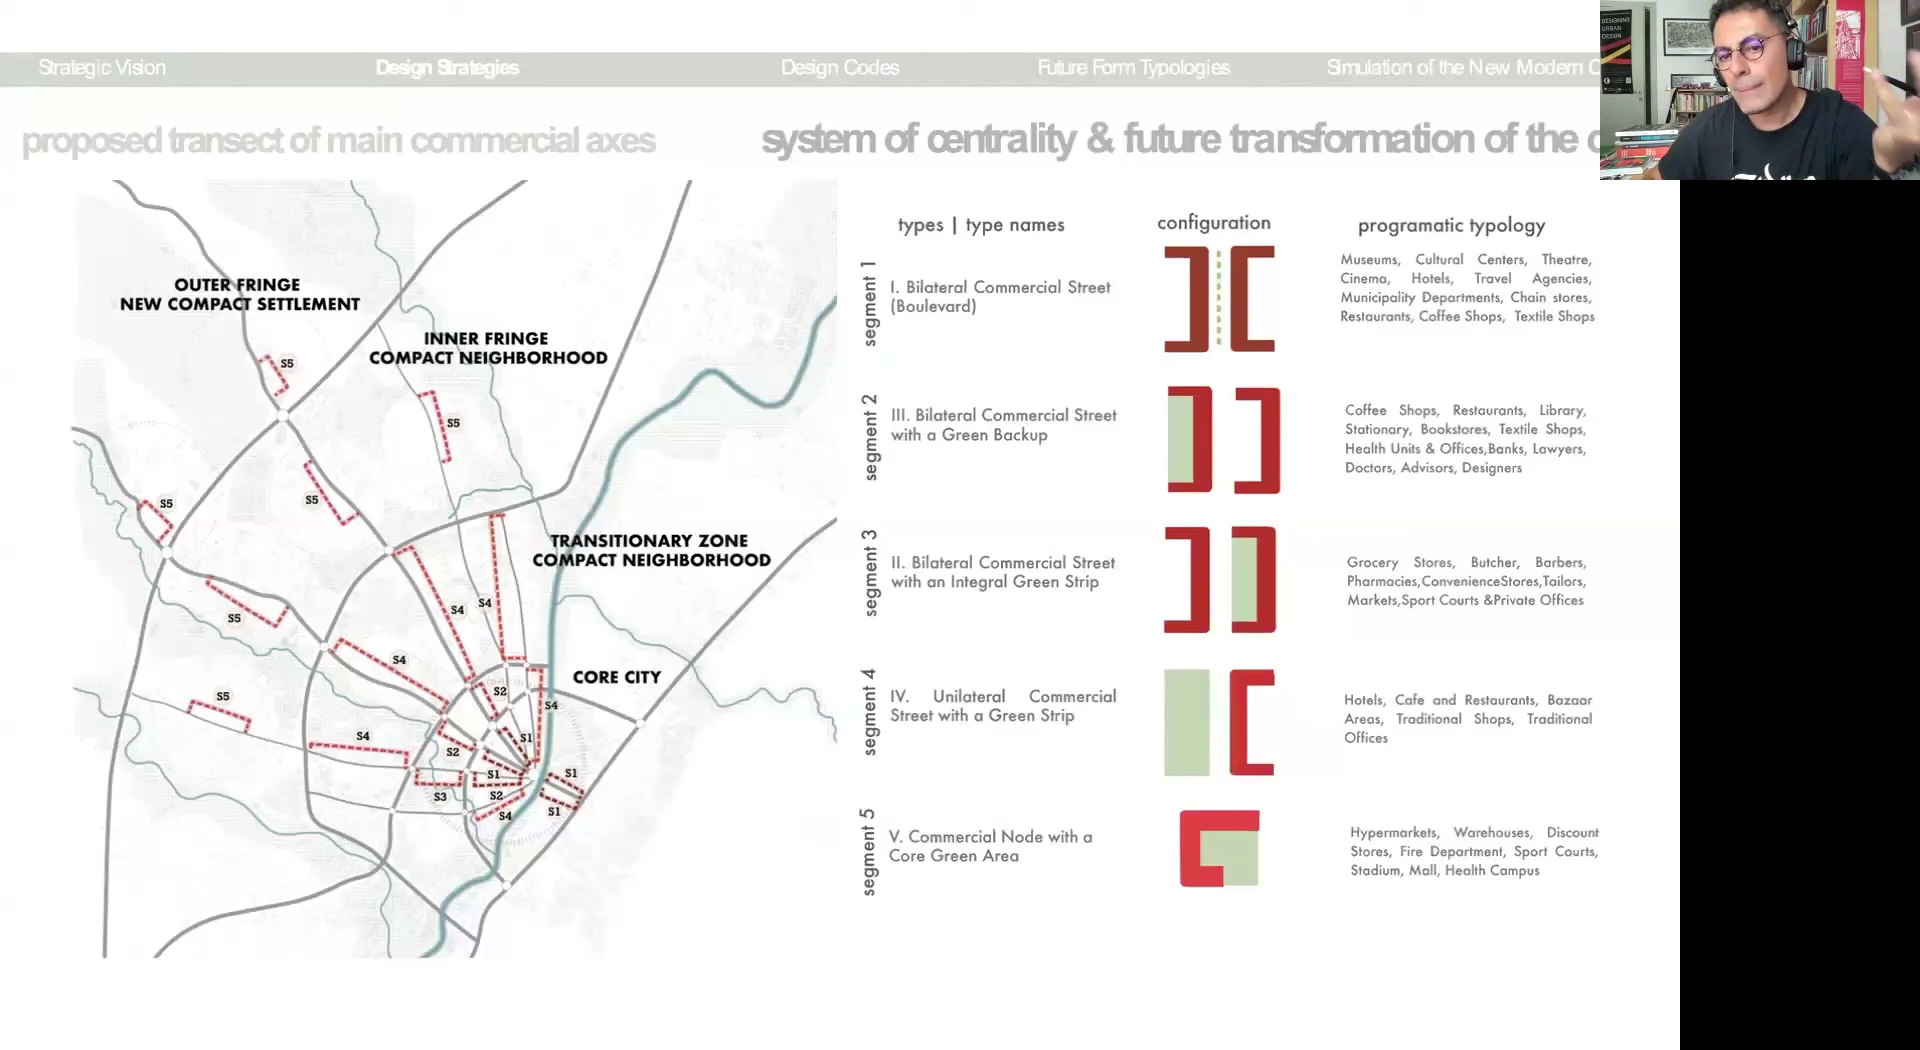 Strategic Vision
Design Strategies
Design Codes
Future Form Typologies
Simulation of the New Modern C
DESIGNING
URBAN
DESIGN
proposed transect of main commercial axes
system of centrality & future transformation of the c
OUTER FRINGE
NEW COMPACT SETTLEMENT
INNER FRINGE
COMPACT NEIGHBORHOOD
TRANSITIONARY ZONE
COMPACT NEIGHBORHOOD
CORE CITY
S5
S5
S5
S5
S5
S5
S4
S4
S4
S4
S4
S4
S2
S2
S2
S3
S1
S1
S1
S1
types | type names
configuration
programatic typology
segment 1
I. Bilateral Commercial Street
(Boulevard)
Museums, Cultural Centers, Theatre,
Cinema, Hotels, Travel Agencies,
Municipality Departments, Chain stores,
Restaurants, Coffee Shops, Textile Shops
segment 2
III. Bilateral Commercial Street
with a Green Backup
Coffee Shops, Restaurants, Library,
Stationary, Bookstores, Textile Shops,
Health Units & Offices,Banks, Lawyers,
Doctors, Advisors, Designers
segment 3
II. Bilateral Commercial Street
with an Integral Green Strip
Grocery Stores, Butcher, Barbers,
Pharmacies,ConvenienceStores,Tailors,
Markets,Sport Courts &Private Offices
segment 4
IV. Unilateral Commercial
Street with a Green Strip
Hotels, Cafe and Restaurants, Bazaar
Areas, Traditional Shops, Traditional
Offices
segment 5
V. Commercial Node with a
Core Green Area
Hypermarkets, Warehouses, Discount
Stores, Fire Department, Sport Courts,
Stadium, Mall, Health Campus